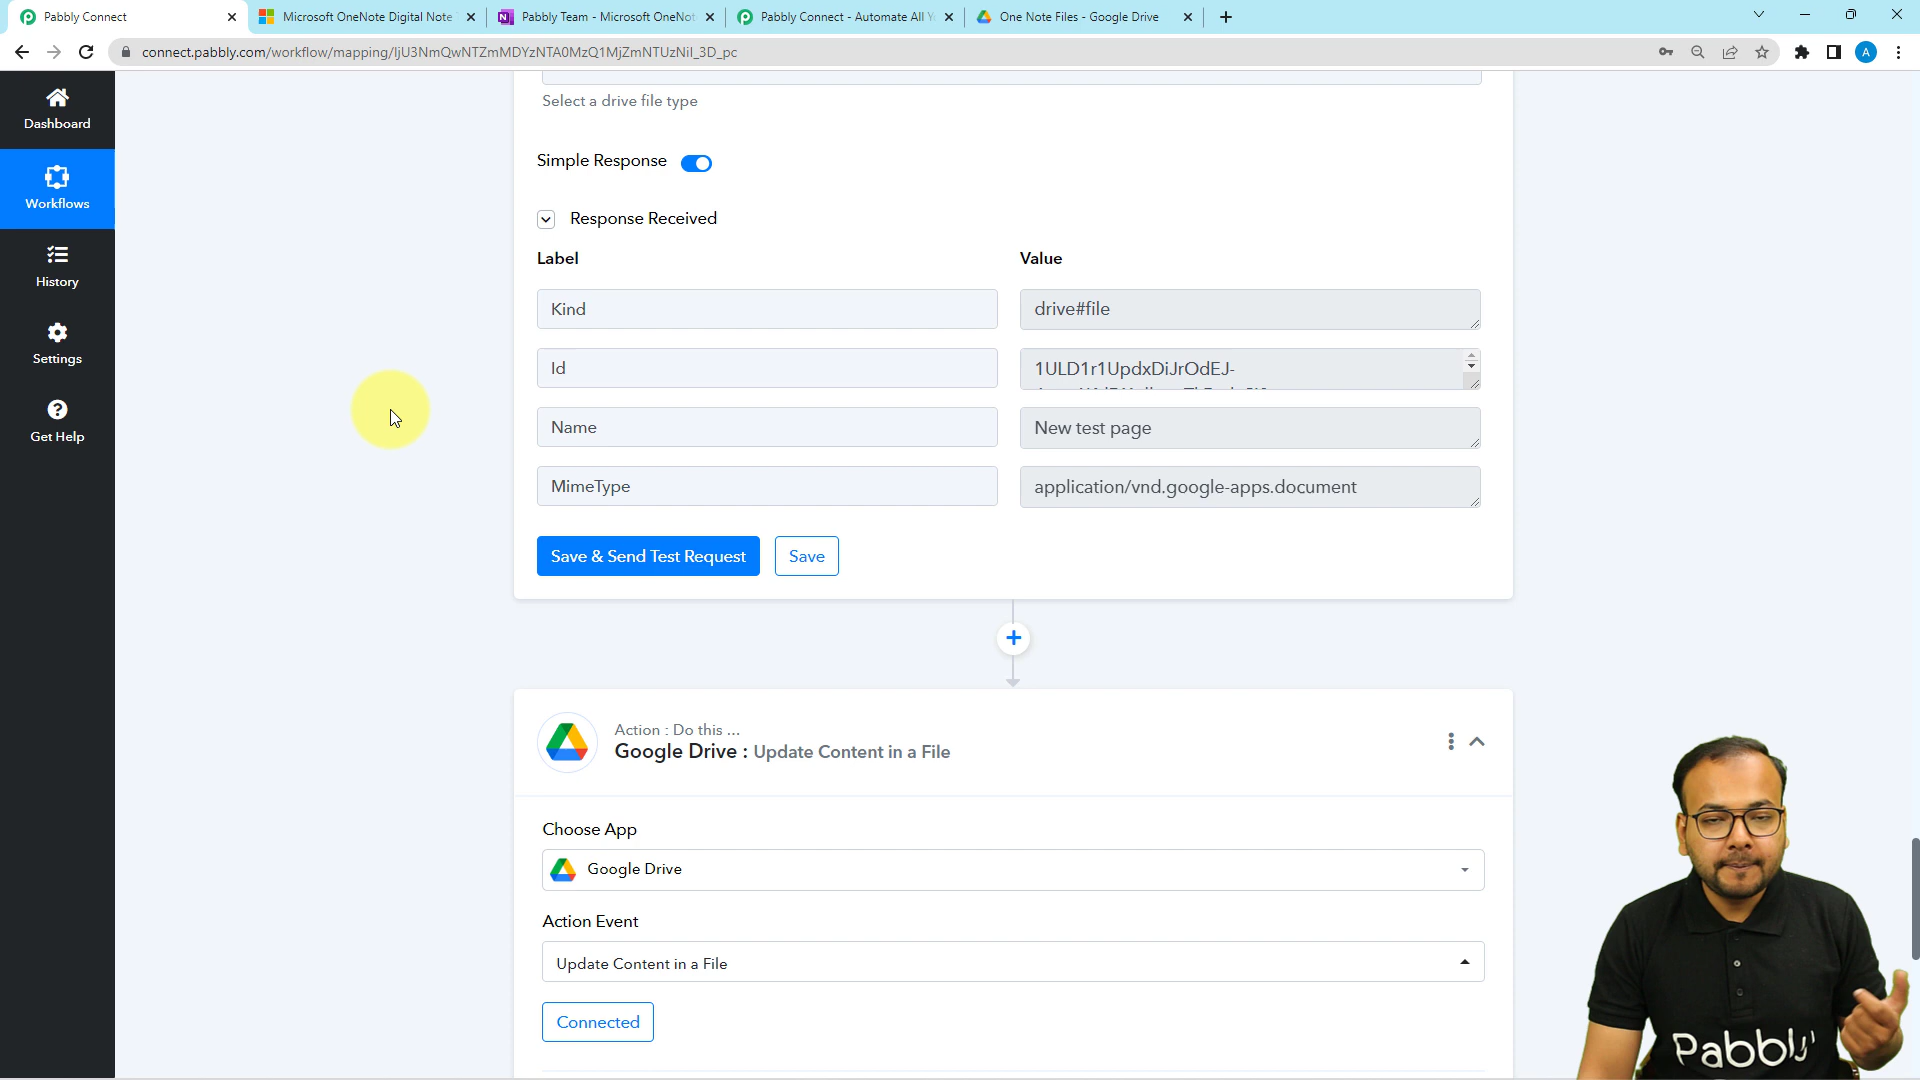 Pabbly Connect
Microsoft OneNote Digital Note
Pabbly Team - Microsoft OneNot
Pabbly Connect - Automate All Y
One Note Files - Google Drive
connect.pabbly.com/workflow/mapping/IjU3NmQwNTZmMDYzNTA0MzQ1MjZmNTUzNiI_3D_pc
A
Dashboard
Workflows
History
Settings
Get Help
Select a drive file type
Simple Response
Response Received
Label Value
Kind drive#file
Id 1ULD1r1UpdxDiJrOdEJ-
Name New test page
MimeType application/vnd.google-apps.document
Save & Send Test Request Save
Action : Do this ...
Google Drive : Update Content in a File
Choose App
Google Drive
Action Event
Update Content in a File
Connected
Pabbly